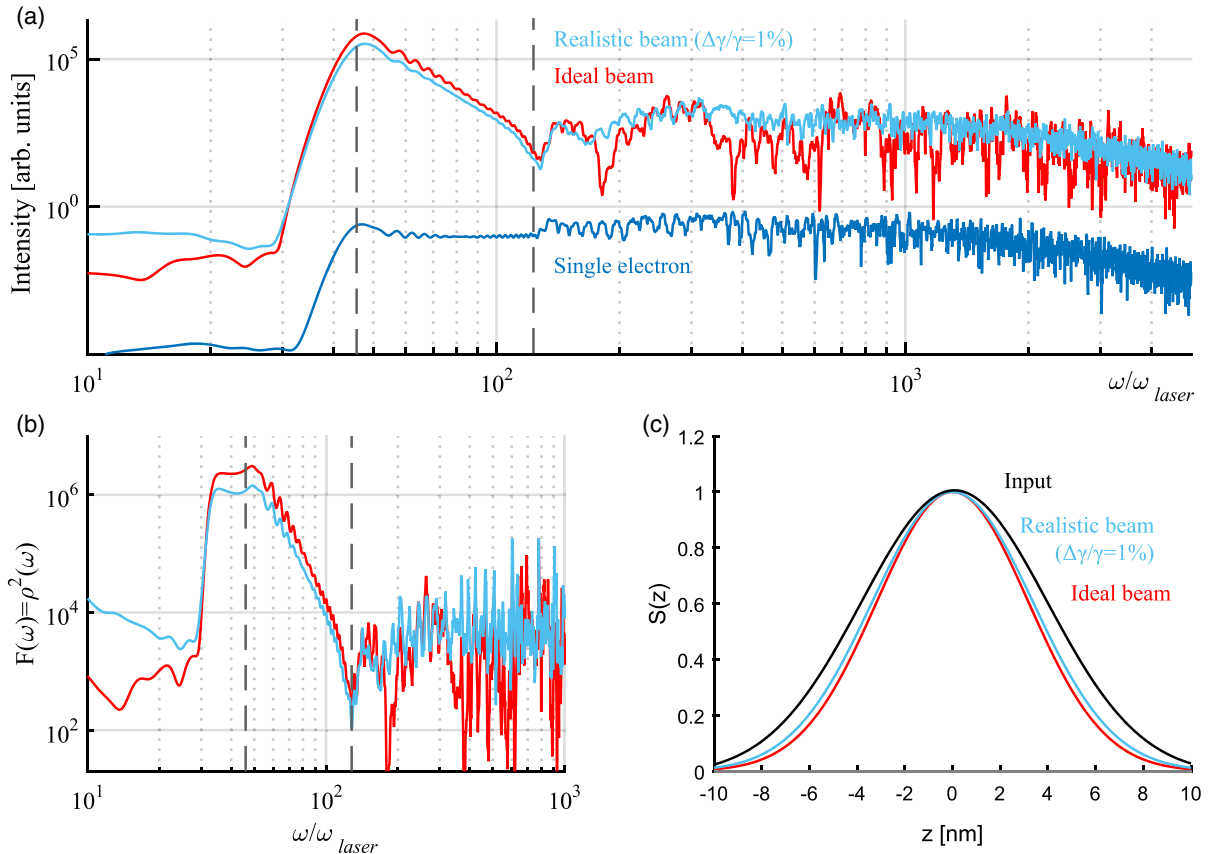 (a)
Intensity [arb. units]
10^5
10^0
Realistic beam (Δγ/γ=1%)
Ideal beam
Single electron
10^1
10^2
10^3
ω/ω_laser
(b)
F(ω)=ρ^2(ω)
10^6
10^4
10^2
10^1
10^2
10^3
ω/ω_laser
(c)
S(z)
1.2
1
0.8
0.6
0.4
0.2
0
Input
Realistic beam
(Δγ/γ=1%)
Ideal beam
-10 -8 -6 -4 -2 0 2 4 6 8 10
z [nm]